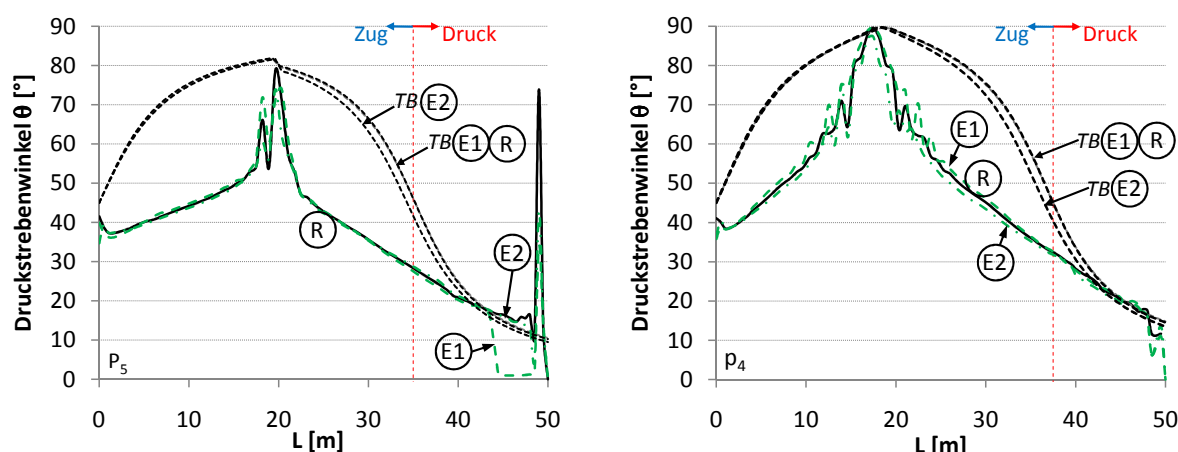 Zug Druck
90
80
70
60
50
40
30
20
10
0
Druckstrebenwinkel θ [°]
TB E2
TB E1 R
R
E2
E1
P5
0 10 20 30 40 50
L [m]
Zug Druck
90
80
70
60
50
40
30
20
10
0
Druckstrebenwinkel θ [°]
E1
TB E1 R
R
TB E2
E2
p4
0 10 20 30 40 50
L [m]